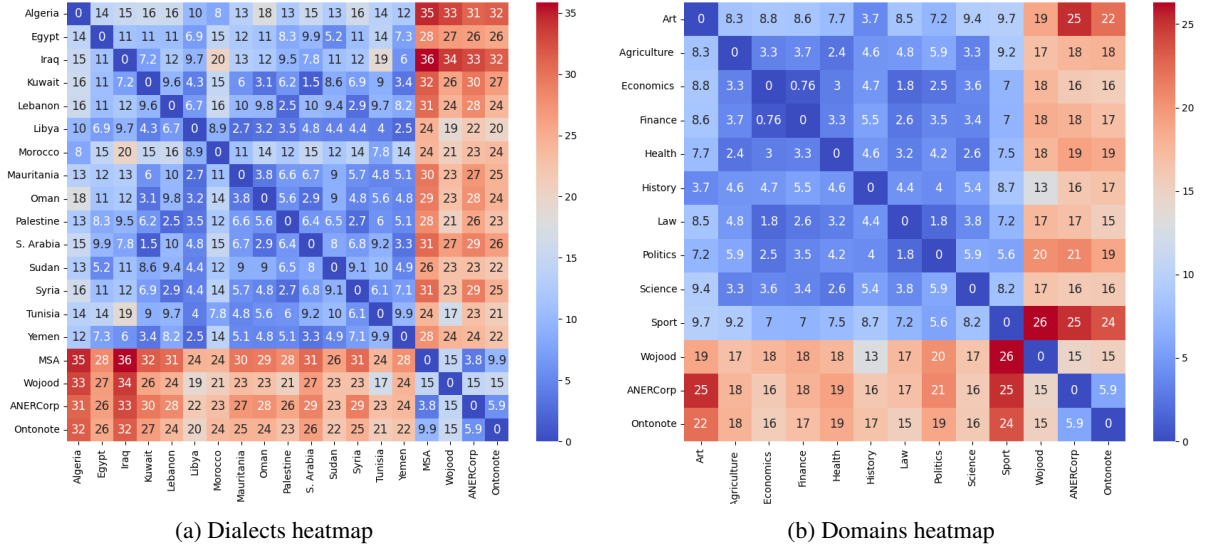 Algeria 0 14 15 16 16 10 8 13 18 13 15 13 16 14 12 35 33 31 32
Egypt 14 0 11 11 11 6.9 15 12 11 8.3 9.9 5.2 11 14 7.3 28 27 26 26
Iraq 15 11 0 7.2 12 9.7 20 13 12 9.5 7.8 11 12 19 6 36 34 33 32
Kuwait 16 11 7.2 0 9.6 4.3 15 6 3.1 6.2 1.5 8.6 6.9 9 3.4 32 26 30 27
Lebanon 16 11 12 9.6 0 6.7 16 10 9.8 2.5 10 9.4 2.9 9.7 8.2 31 24 28 24
Libya 10 6.9 9.7 4.3 6.7 0 8.9 2.7 3.2 3.5 4.8 4.4 4.4 4 2.5 24 19 22 20
Morocco 8 15 20 15 16 8.9 0 11 14 12 15 12 14 7.8 14 24 21 23 24
Mauritania 13 12 13 6 10 2.7 11 0 3.8 6.6 6.7 9 5.7 4.8 5.1 30 23 27 25
Oman 18 11 12 3.1 9.8 3.2 14 3.8 0 5.6 2.9 9 4.8 5.6 4.8 29 23 28 24
Palestine 13 8.3 9.5 6.2 2.5 3.5 12 6.6 5.6 0 6.4 6.5 2.7 6 5.1 28 21 26 23
S. Arabia 15 9.9 7.8 1.5 10 4.8 15 6.7 2.9 6.4 0 8 6.8 9.2 3.3 31 27 29 26
Sudan 13 5.2 11 8.6 9.4 4.4 12 9 9 6.5 8 0 9.1 10 4.9 26 23 23 22
Syria 16 11 12 6.9 2.9 4.4 14 5.7 4.8 2.7 6.8 9.1 0 6.1 7.1 31 23 29 25
Tunisia 14 14 19 9 9.7 4 7.8 4.8 5.6 6 9.2 10 6.1 0 9.9 24 17 23 21
Yemen 12 7.3 6 3.4 8.2 2.5 14 5.1 4.8 5.1 3.3 4.9 7.1 9.9 0 28 24 24 22
MSA 35 28 36 32 31 24 24 30 29 28 31 26 31 24 28 0 15 3.8 9.9
Wojood 33 27 34 26 24 19 21 23 23 21 27 23 23 17 24 15 0 15 15
ANERCorp 31 26 33 30 28 22 23 27 28 26 29 23 29 23 24 3.8 15 0 5.9
Ontonote 32 26 32 27 24 20 24 25 24 23 26 22 25 21 22 9.9 15 5.9 0
Algeria Egypt Iraq Kuwait Lebanon Libya Morocco Mauritania Oman Palestine S. Arabia Sudan Syria Tunisia Yemen MSA Wojood ANERCorp Ontonote
35
30
25
20
15
10
5
0
(a) Dialects heatmap
Art 0 8.3 8.8 8.6 7.7 3.7 8.5 7.2 9.4 9.7 19 25 22
Agriculture 8.3 0 3.3 3.7 2.4 4.6 4.8 5.9 3.3 9.2 17 18 18
Economics 8.8 3.3 0 0.76 3 4.7 1.8 2.5 3.6 7 18 16 16
Finance 8.6 3.7 0.76 0 3.3 5.5 2.6 3.5 3.4 7 18 18 17
Health 7.7 2.4 3 3.3 0 4.6 3.2 4.2 2.6 7.5 18 19 19
History 3.7 4.6 4.7 5.5 4.6 0 4.4 4 5.4 8.7 13 16 17
Law 8.5 4.8 1.8 2.6 3.2 4.4 0 1.8 3.8 7.2 17 17 15
Politics 7.2 5.9 2.5 3.5 4.2 4 1.8 0 5.9 5.6 20 21 19
Science 9.4 3.3 3.6 3.4 2.6 5.4 3.8 5.9 0 8.2 17 16 16
Sport 9.7 9.2 7 7 7.5 8.7 7.2 5.6 8.2 0 26 25 24
Wojood 19 17 18 18 18 13 17 20 17 26 0 15 15
ANERCorp 25 18 16 18 19 16 17 21 16 25 15 0 5.9
Ontonote 22 18 16 17 19 17 15 19 16 24 15 5.9 0
Art Agriculture Economics Finance Health History Law Politics Science Sport Wojood ANERCorp Ontonote
25
20
15
10
5
0
(b) Domains heatmap